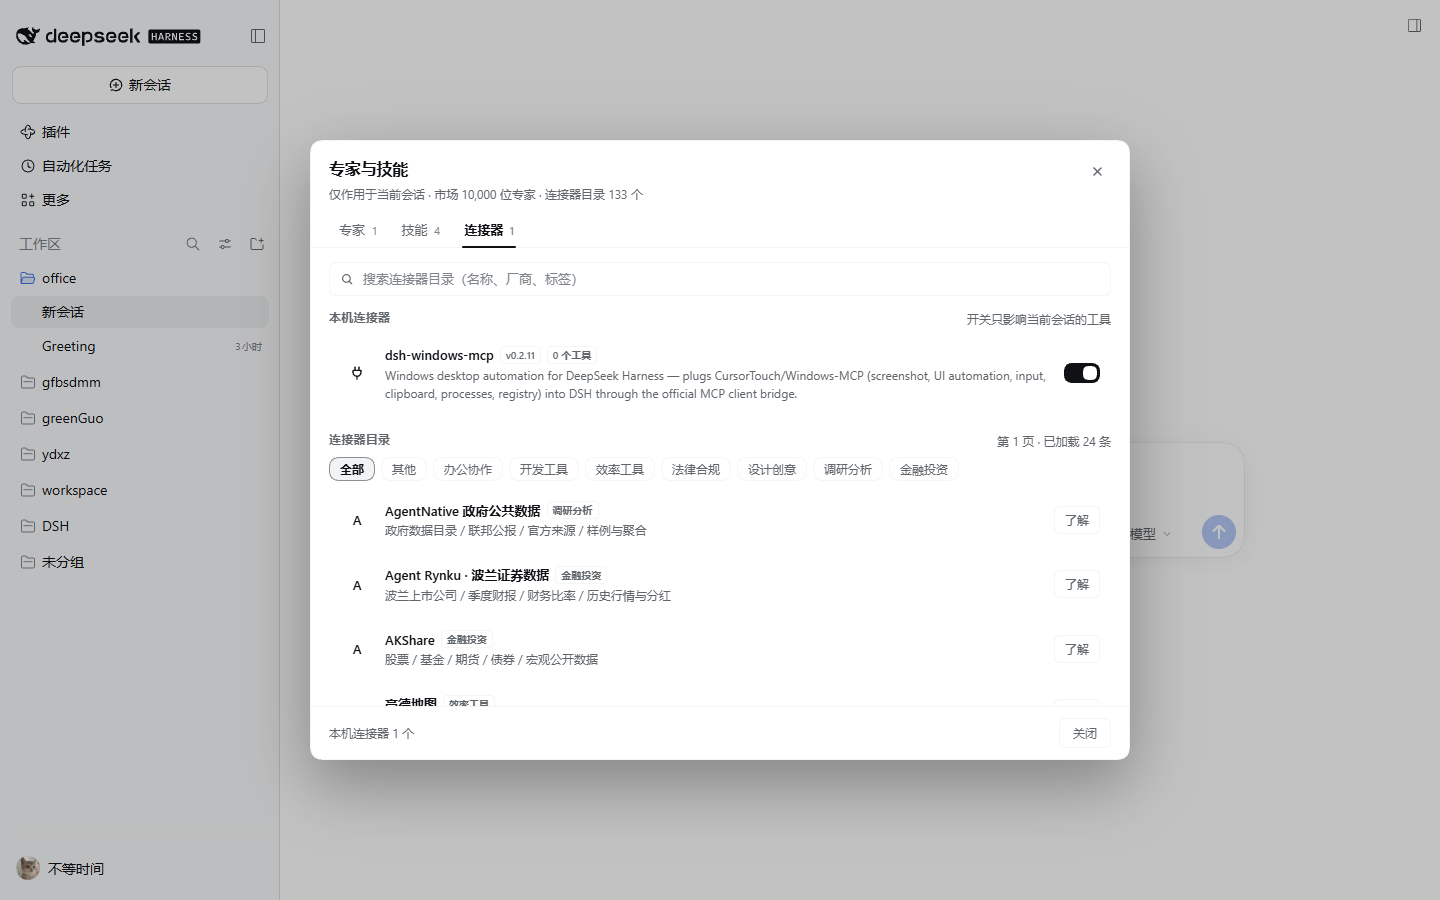 deepseek HARNESS
新会话
插件
自动化任务
更多
工作区
office
新会话
Greeting 3 小时
gfbsdmm
greenGuo
ydxz
workspace
DSH
未分组
不等时间
专家与技能
仅作用于当前会话 · 市场 10,000 位专家 · 连接器目录 133 个
专家 1 技能 4 连接器 1
搜索连接器目录（名称、厂商、标签）
本机连接器 开关只影响当前会话的工具
dsh-windows-mcp v0.2.11 0 个工具
Windows desktop automation for DeepSeek Harness — plugs CursorTouch/Windows-MCP (screenshot, UI automation, input,
clipboard, processes, registry) into DSH through the official MCP client bridge.
连接器目录 第 1 页 · 已加载 24 条
全部 其他 办公协作 开发工具 效率工具 法律合规 设计创意 调研分析 金融投资
A AgentNative 政府公共数据 调研分析
政府数据目录 / 联邦公报 / 官方来源 / 样例与聚合
了解
A Agent Rynku · 波兰证券数据 金融投资
波兰上市公司 / 季度财报 / 财务比率 / 历史行情与分红
了解
A AKShare 金融投资
股票 / 基金 / 期货 / 债券 / 宏观公开数据
了解
高德地图 效率工具
本机连接器 1 个 关闭
模型